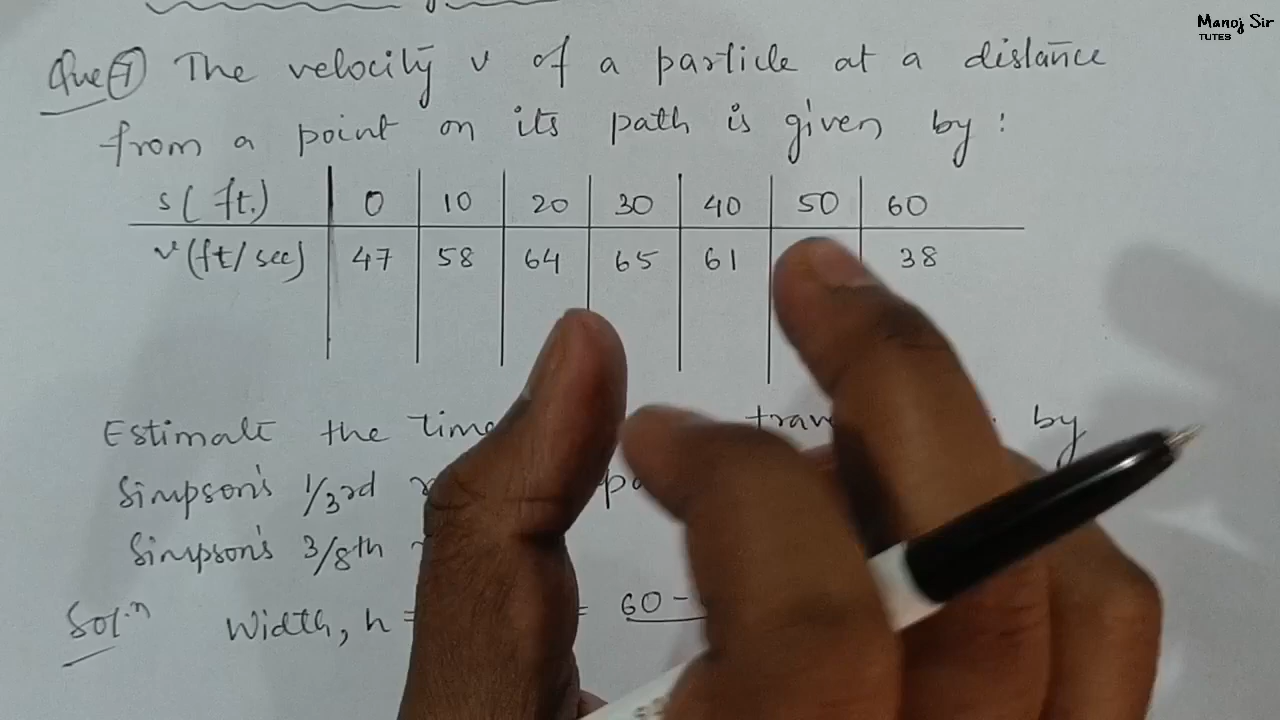 Manoj Sir
TUTES
Que 7 The velocity v of a particle at a distance
from a point on its path is given by :
s( ft.) 0 10 20 30 40 50 60
v(ft/sec) 47 58 64 65 61 38
Estimate the time by
Simpson's 1/3rd
Simpson's 3/8th
Sol.n Width, h = = 60 -